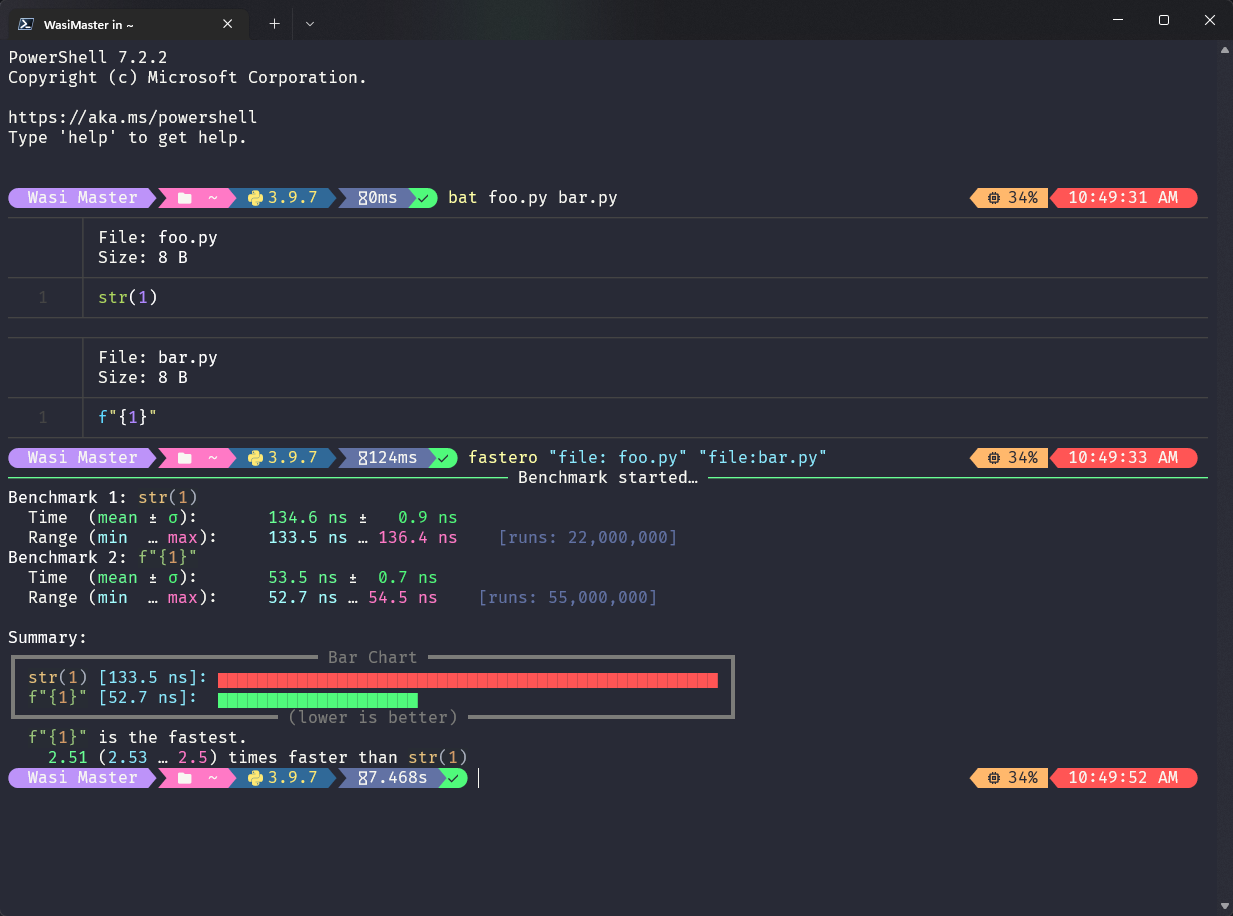 WasiMaster in ~
PowerShell 7.2.2
Copyright (c) Microsoft Corporation.
https://aka.ms/powershell
Type 'help' to get help.
Wasi Master ~ 3.9.7 0ms ✓ bat foo.py bar.py 34% 10:49:31 AM
File: foo.py
Size: 8 B
1 str(1)
File: bar.py
Size: 8 B
1 f"{1}"
Wasi Master ~ 3.9.7 124ms ✓ fastero "file: foo.py" "file:bar.py" 34% 10:49:33 AM
Benchmark started…
Benchmark 1: str(1)
Time (mean ± σ): 134.6 ns ± 0.9 ns
Range (min … max): 133.5 ns … 136.4 ns [runs: 22,000,000]
Benchmark 2: f"{1}"
Time (mean ± σ): 53.5 ns ± 0.7 ns
Range (min … max): 52.7 ns … 54.5 ns [runs: 55,000,000]
Summary:
Bar Chart
str(1) [133.5 ns]:
f"{1}" [52.7 ns]:
(lower is better)
f"{1}" is the fastest.
2.51 (2.53 … 2.5) times faster than str(1)
Wasi Master ~ 3.9.7 7.468s ✓ 34% 10:49:52 AM